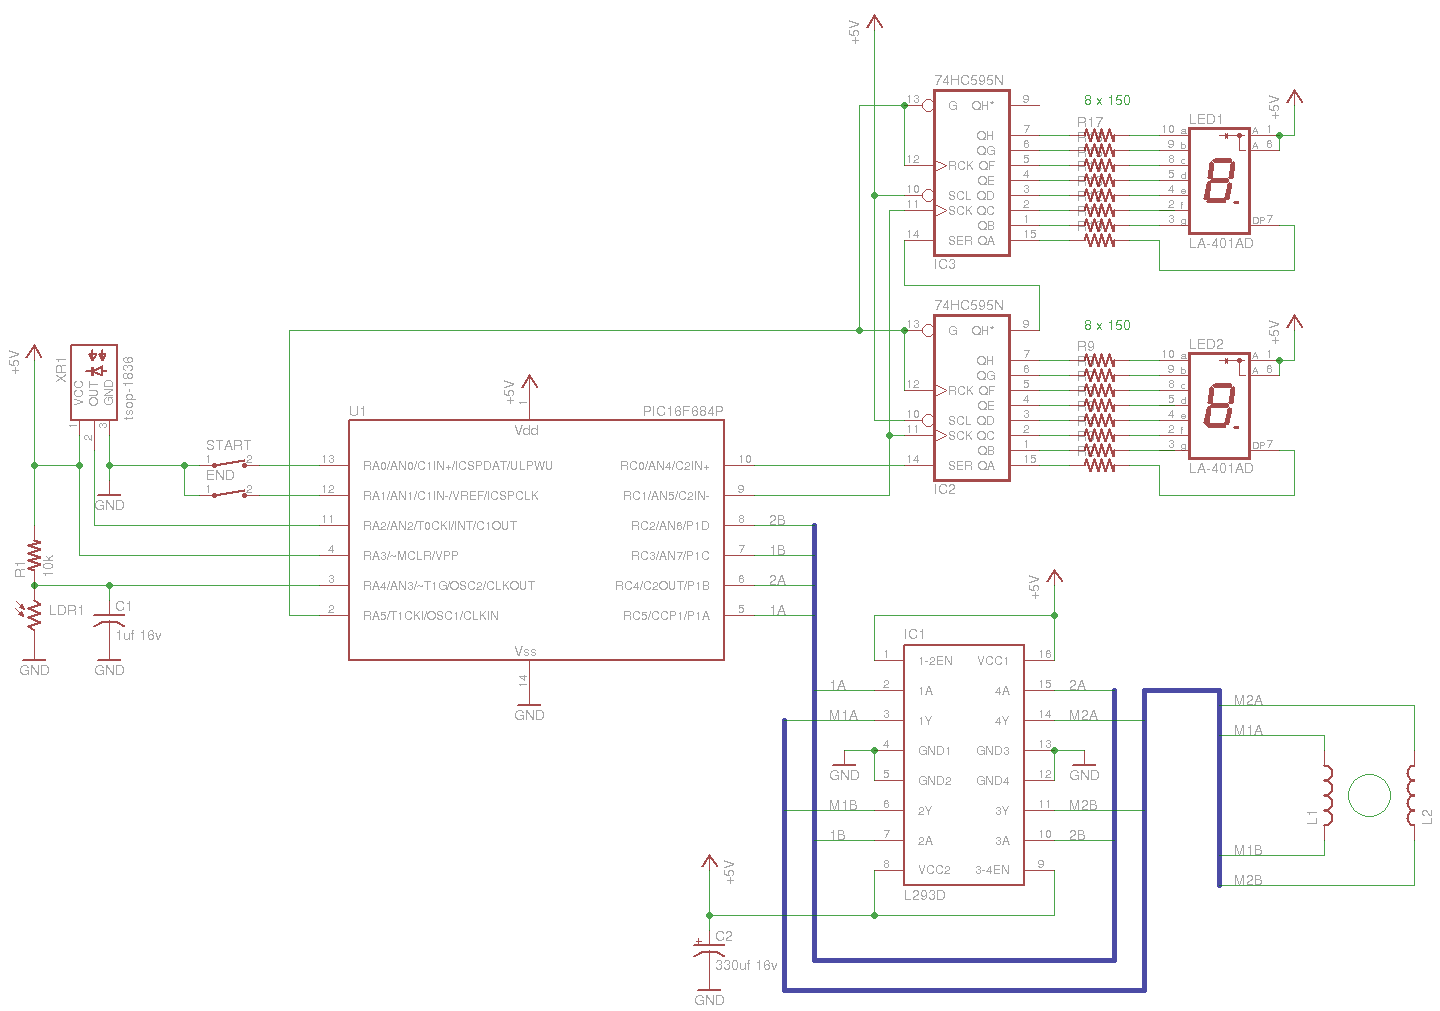 +5V
74HC595N
13 G QH* 9
8 x 150
+5V
R17
LED1
QH 7
10 a A 1
QG 6
9 b A 6
12 RCK QF 5
8 c
QE 4
5 d
10 SCL QD 3
4 e
11 SCK QC 2
2 f
QB 1
3 g DP 7
14 SER QA 15
LA-401AD
IC3
74HC595N
13 G QH* 9
8 x 150
+5V
R9
LED2
QH 7
10 a A 1
QG 6
9 b A 6
12 RCK QF 5
8 c
QE 4
5 d
10 SCL QD 3
4 e
11 SCK QC 2
2 f
QB 1
3 g DP 7
14 SER QA 15
LA-401AD
IC2
+5V
XR1
VCC
OUT
GND
tsop-1836
1
2
3
GND
START
1 2
END
1 2
R1
10k
LDR1
GND
C1
1uf 16v
GND
+5V
1
U1
PIC16F684P
Vdd
13 RA0/AN0/C1IN+/ICSPDAT/ULPWU
RC0/AN4/C2IN+ 10
12 RA1/AN1/C1IN-/VREF/ICSPCLK
RC1/AN5/C2IN- 9
11 RA2/AN2/T0CKI/INT/C1OUT
RC2/AN6/P1D 8 2B
4 RA3/~MCLR/VPP
RC3/AN7/P1C 7 1B
3 RA4/AN3/~T1G/OSC2/CLKOUT
RC4/C2OUT/P1B 6 2A
2 RA5/T1CKI/OSC1/CLKIN
RC5/CCP1/P1A 5 1A
Vss
14
GND
+5V
IC1
1 1-2EN VCC1 16
1A 2 1A 4A 15 2A
M1A 3 1Y 4Y 14 M2A
4 GND1 GND3 13
GND
GND
5 GND2 GND4 12
M1B 6 2Y 3Y 11 M2B
1B 7 2A 3A 10 2B
8 VCC2 3-4EN 9
L293D
+5V
+
C2
330uf 16v
GND
M2A
M1A
L1
L2
M1B
M2B